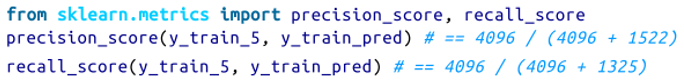 from sklearn.metrics import precision_score, recall_score
precision_score(y_train_5, y_train_pred) # == 4096 / (4096 + 1522)
recall_score(y_train_5, y_train_pred) # == 4096 / (4096 + 1325)